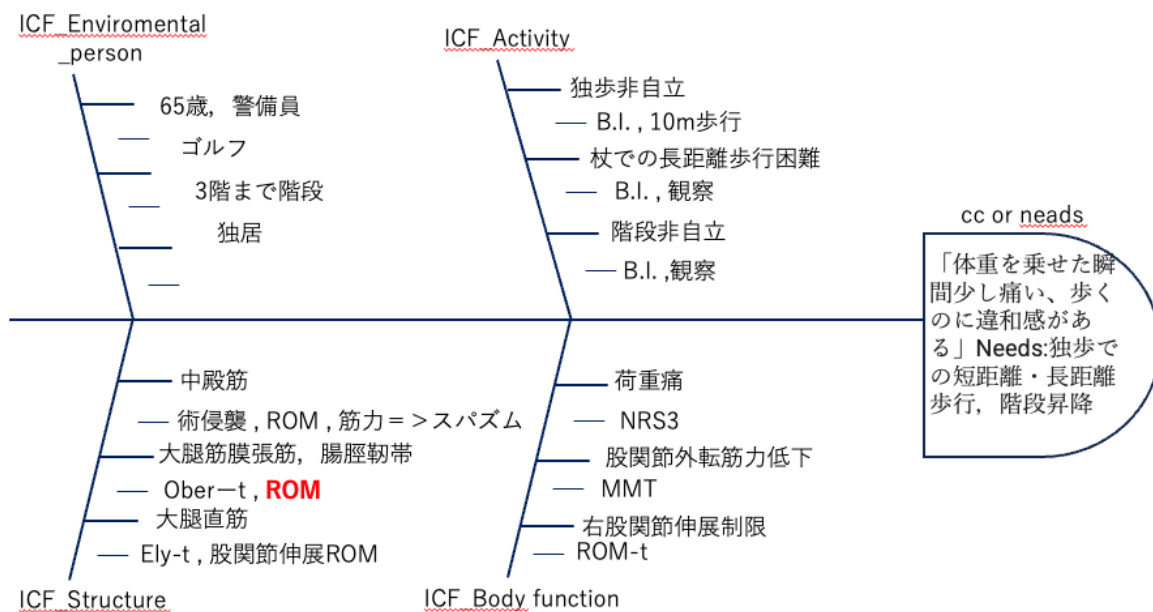 ICF_Enviromental
_person
65歳，警備員
ゴルフ
3階まで階段
独居
ICF_Activity
独歩非自立
B.I. , 10m歩行
杖での長距離歩行困難
B.I. , 観察
階段非自立
B.I. ,観察
cc or neads
「体重を乗せた瞬
間少し痛い、歩く
のに違和感があ
る」Needs:独歩で
の短距離・長距離
歩行，階段昇降
中殿筋
術侵襲 , ROM , 筋力＝＞スパズム
大腿筋膜張筋，腸脛靭帯
Oberーt , ROM
大腿直筋
Ely-t , 股関節伸展ROM
ICF_Structure
荷重痛
NRS3
股関節外転筋力低下
MMT
右股関節伸展制限
ROM-t
ICF_Body function